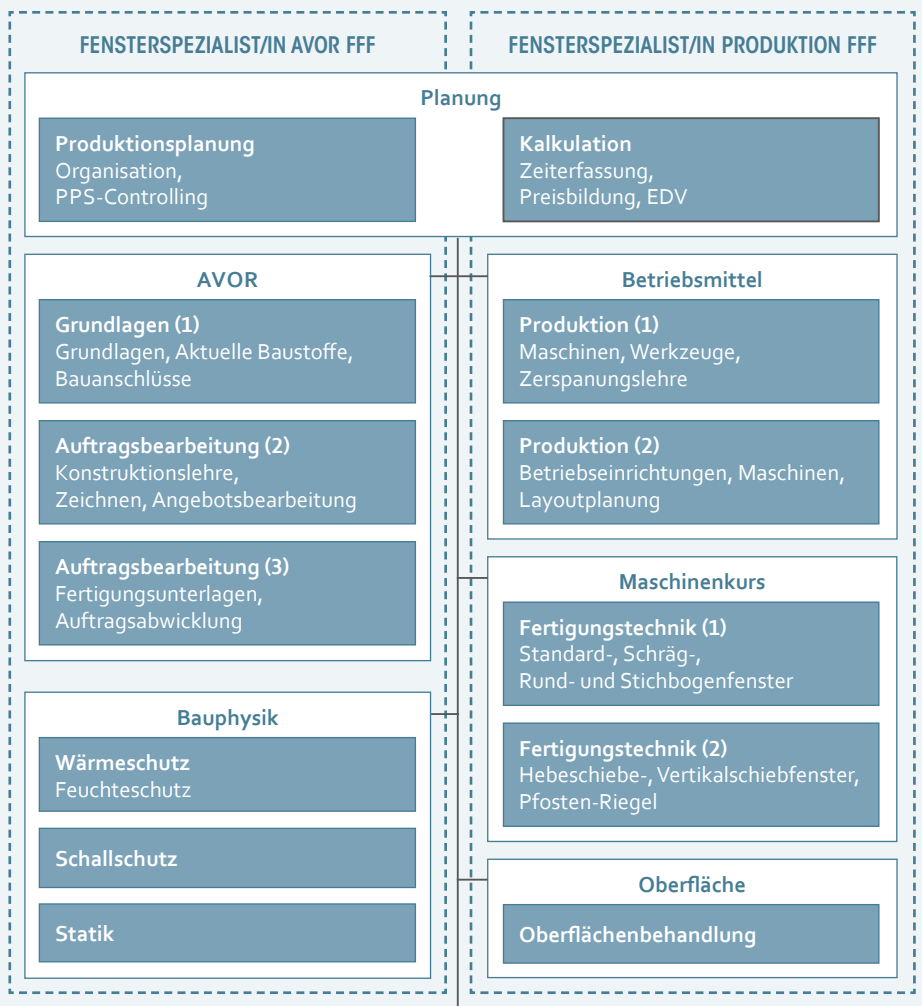 FENSTERSPEZIALIST/IN AVOR FFF
FENSTERSPEZIALIST/IN PRODUKTION FFF
Planung
Produktionsplanung
Organisation,
PPS-Controlling
Kalkulation
Zeiterfassung,
Preisbildung, EDV
AVOR
Grundlagen (1)
Grundlagen, Aktuelle Baustoffe,
Bauanschlüsse
Auftragsbearbeitung (2)
Konstruktionslehre,
Zeichnen, Angebotsbearbeitung
Auftragsbearbeitung (3)
Fertigungsunterlagen,
Auftragsabwicklung
Bauphysik
Wärmeschutz
Feuchteschutz
Schallschutz
Statik
Betriebsmittel
Produktion (1)
Maschinen, Werkzeuge,
Zerspanungslehre
Produktion (2)
Betriebseinrichtungen, Maschinen,
Layoutplanung
Maschinenkurs
Fertigungstechnik (1)
Standard-, Schräg-,
Rund- und Stichbogenfenster
Fertigungstechnik (2)
Hebeschiebe-, Vertikalschiebfenster,
Pfosten-Riegel
Oberfläche
Oberflächenbehandlung